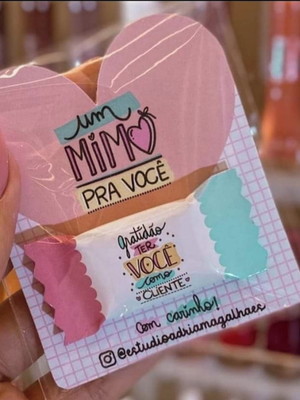 um
MIMO
PRA VOCÊ
gratidão
TER
VOCÊ
como
CLIENTE
Com carinho!
@estudioadriamagalhaes